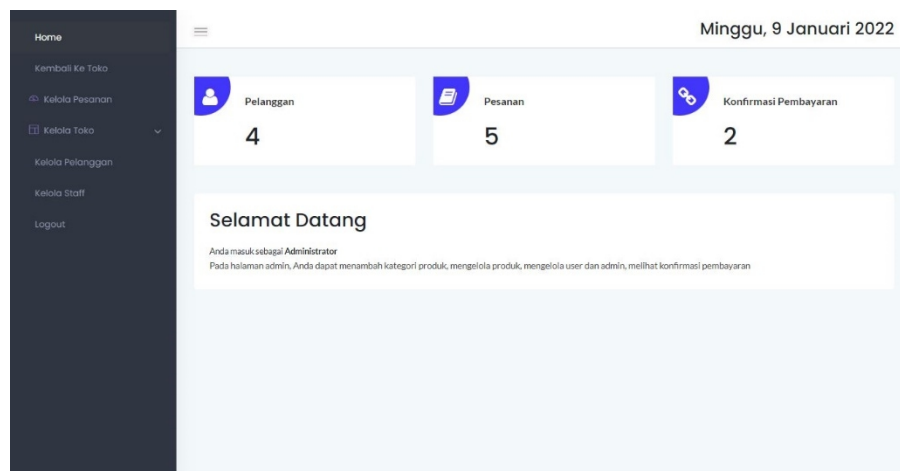 Home
Kembali Ke Toko
Kelola Pesanan
Kelola Toko
Kelola Pelanggan
Kelola Staff
Logout
Minggu, 9 Januari 2022
Pelanggan
4
Pesanan
5
Konfirmasi Pembayaran
2
Selamat Datang
Anda masuk sebagai Administrator
Pada halaman admin, Anda dapat menambah kategori produk, mengelola produk, mengelola user dan admin, melihat konfirmasi pembayaran